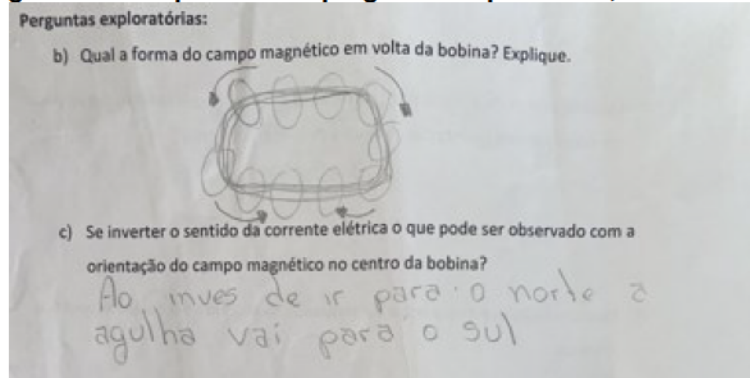 Perguntas exploratórias:
b) Qual a forma do campo magnético em volta da bobina? Explique.
c) Se inverter o sentido da corrente elétrica o que pode ser observado com a
orientação do campo magnético no centro da bobina?
Ao inves de ir para o norte a
agulha vai para o sul